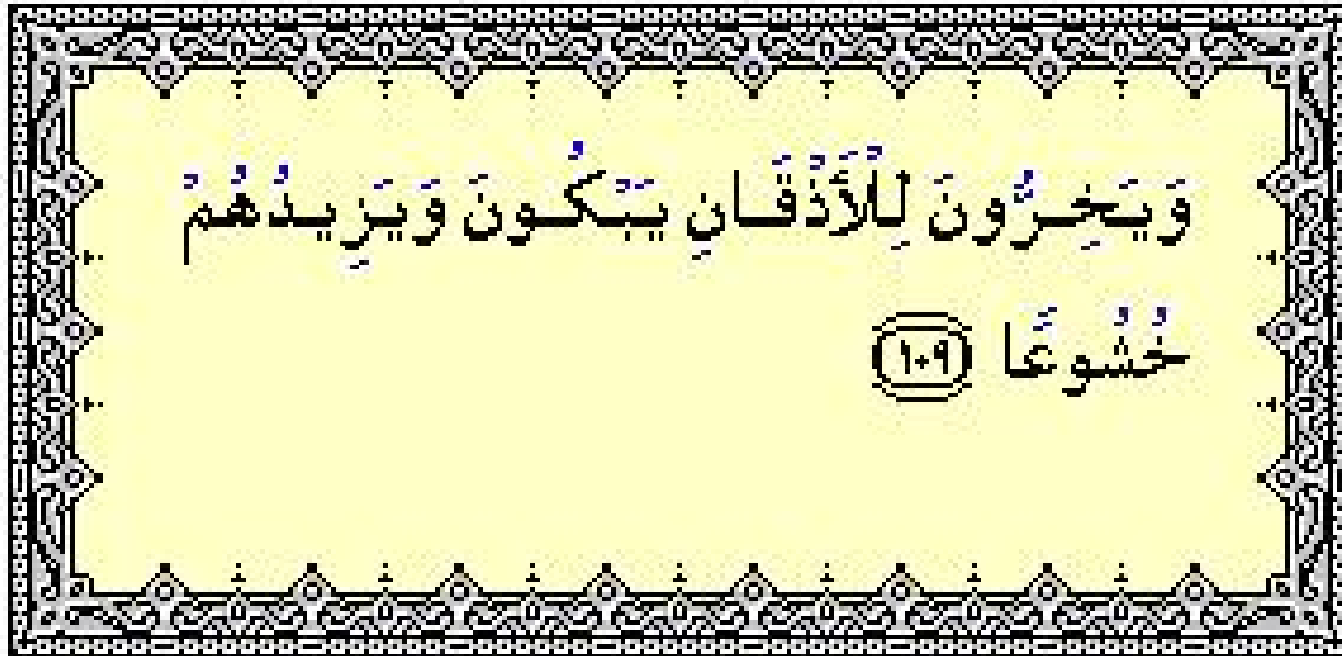 وَيَخِرُّونَ لِلْأَذْقَانِ يَبْكُونَ وَيَزِيدُهُمْ
خُشُوعًا ١٠٩